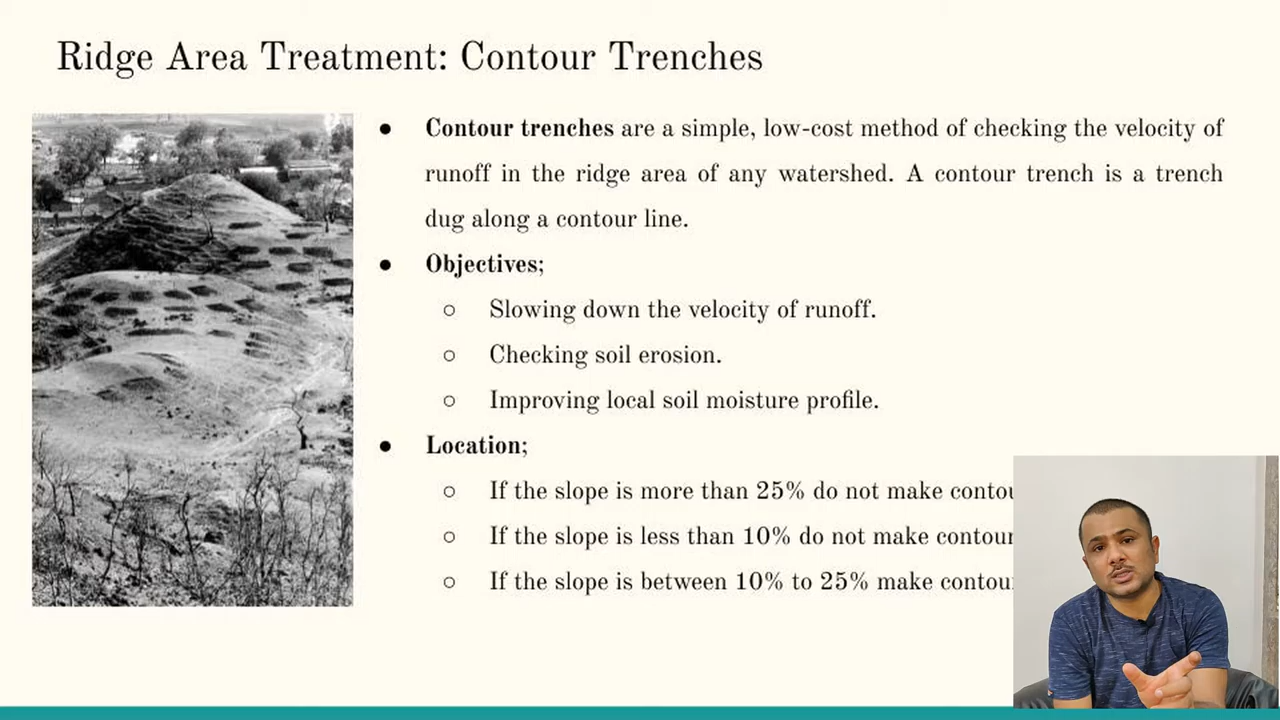 Ridge Area Treatment: Contour Trenches
● Contour trenches are a simple, low-cost method of checking the velocity of
runoff in the ridge area of any watershed. A contour trench is a trench
dug along a contour line.
● Objectives;
○ Slowing down the velocity of runoff.
○ Checking soil erosion.
○ Improving local soil moisture profile.
● Location;
○ If the slope is more than 25% do not make
○ If the slope is less than 10% do not make contour
○ If the slope is between 10% to 25% make